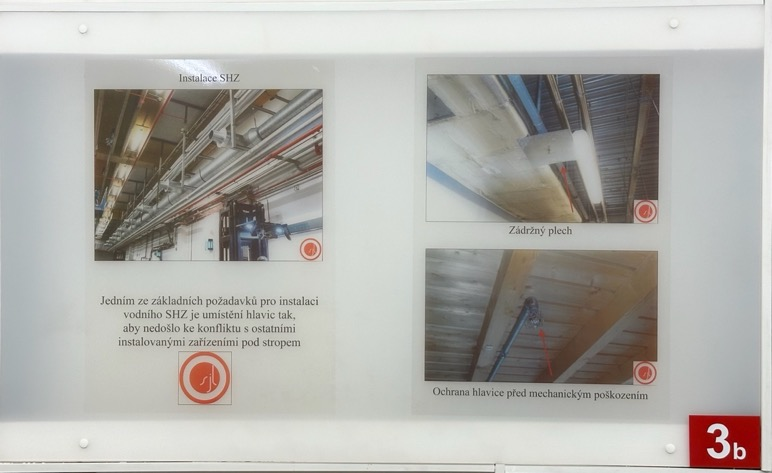 Instalace SHZ
Jedním ze základních požadavků pro instalaci
vodního SHZ je umístění hlavic tak,
aby nedošlo ke konfliktu s ostatními
instalovanými zařízeními pod stropem
sjl
Zádržný plech
Ochrana hlavice před mechanickým poškozením
3b